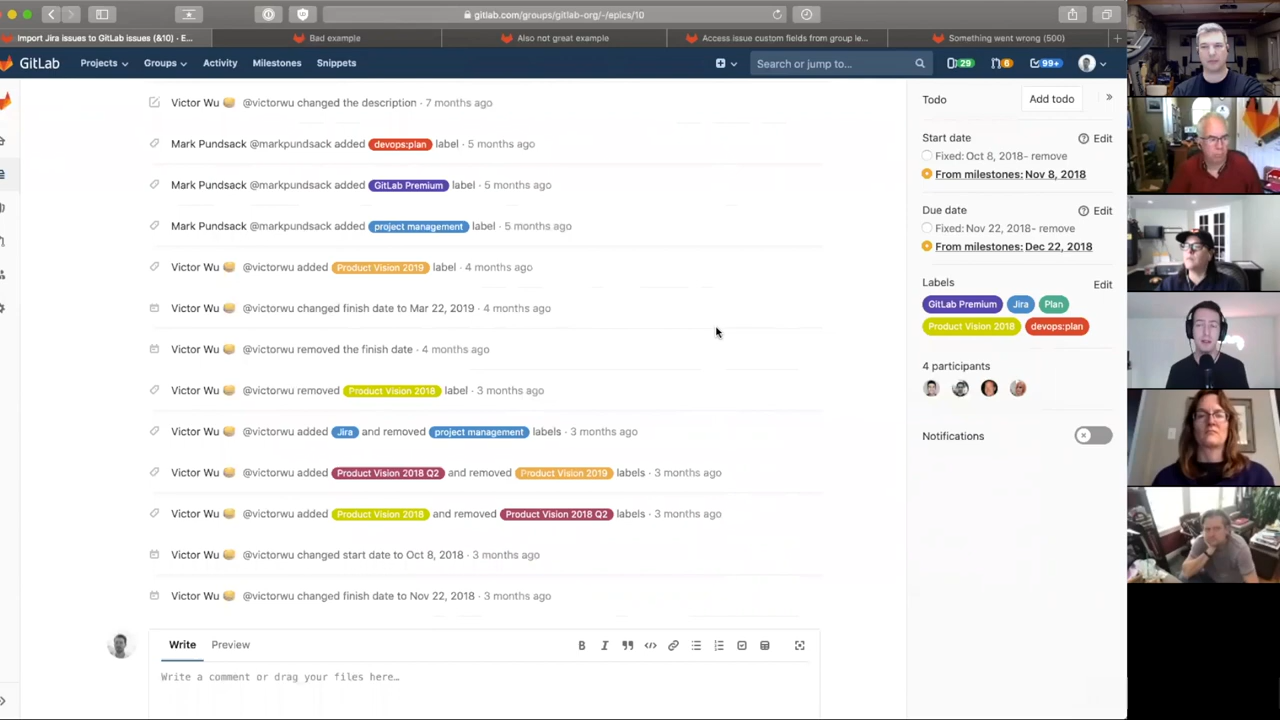 gitlab.com/groups/gitlab-org/-/epics/10
Import Jira issues to GitLab issues (&10) · E...
Bad example
Also not great example
Access issue custom fields from group le...
Something went wrong (500)
GitLab Projects Groups Activity Milestones Snippets
Search or jump to...
29
6
99+
Victor Wu @victorwu changed the description · 7 months ago
Mark Pundsack @markpundsack added devops:plan label · 5 months ago
Mark Pundsack @markpundsack added GitLab Premium label · 5 months ago
Mark Pundsack @markpundsack added project management label · 5 months ago
Victor Wu @victorwu added Product Vision 2019 label · 4 months ago
Victor Wu @victorwu changed finish date to Mar 22, 2019 · 4 months ago
Victor Wu @victorwu removed the finish date · 4 months ago
Victor Wu @victorwu removed Product Vision 2018 label · 3 months ago
Victor Wu @victorwu added Jira and removed project management labels · 3 months ago
Victor Wu @victorwu added Product Vision 2018 Q2 and removed Product Vision 2019 labels · 3 months ago
Victor Wu @victorwu added Product Vision 2018 and removed Product Vision 2018 Q2 labels · 3 months ago
Victor Wu @victorwu changed start date to Oct 8, 2018 · 3 months ago
Victor Wu @victorwu changed finish date to Nov 22, 2018 · 3 months ago
Write Preview
Write a comment or drag your files here...
Todo
Add todo
Start date
Edit
Fixed: Oct 8, 2018- remove
From milestones: Nov 8, 2018
Due date
Edit
Fixed: Nov 22, 2018- remove
From milestones: Dec 22, 2018
Labels
Edit
GitLab Premium Jira Plan
Product Vision 2018 devops:plan
4 participants
Notifications